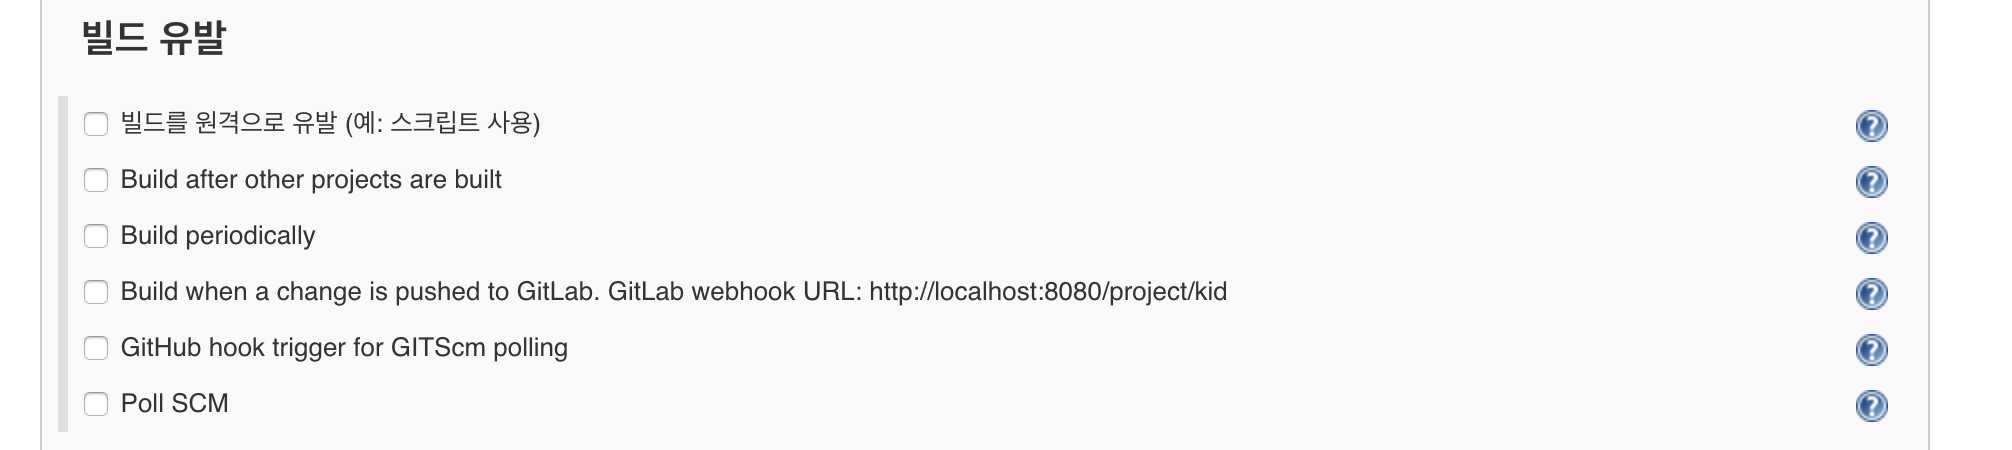 빌드 유발
빌드를 원격으로 유발 (예: 스크립트 사용)
Build after other projects are built
Build periodically
Build when a change is pushed to GitLab. GitLab webhook URL: http://localhost:8080/project/kid
GitHub hook trigger for GITScm polling
Poll SCM